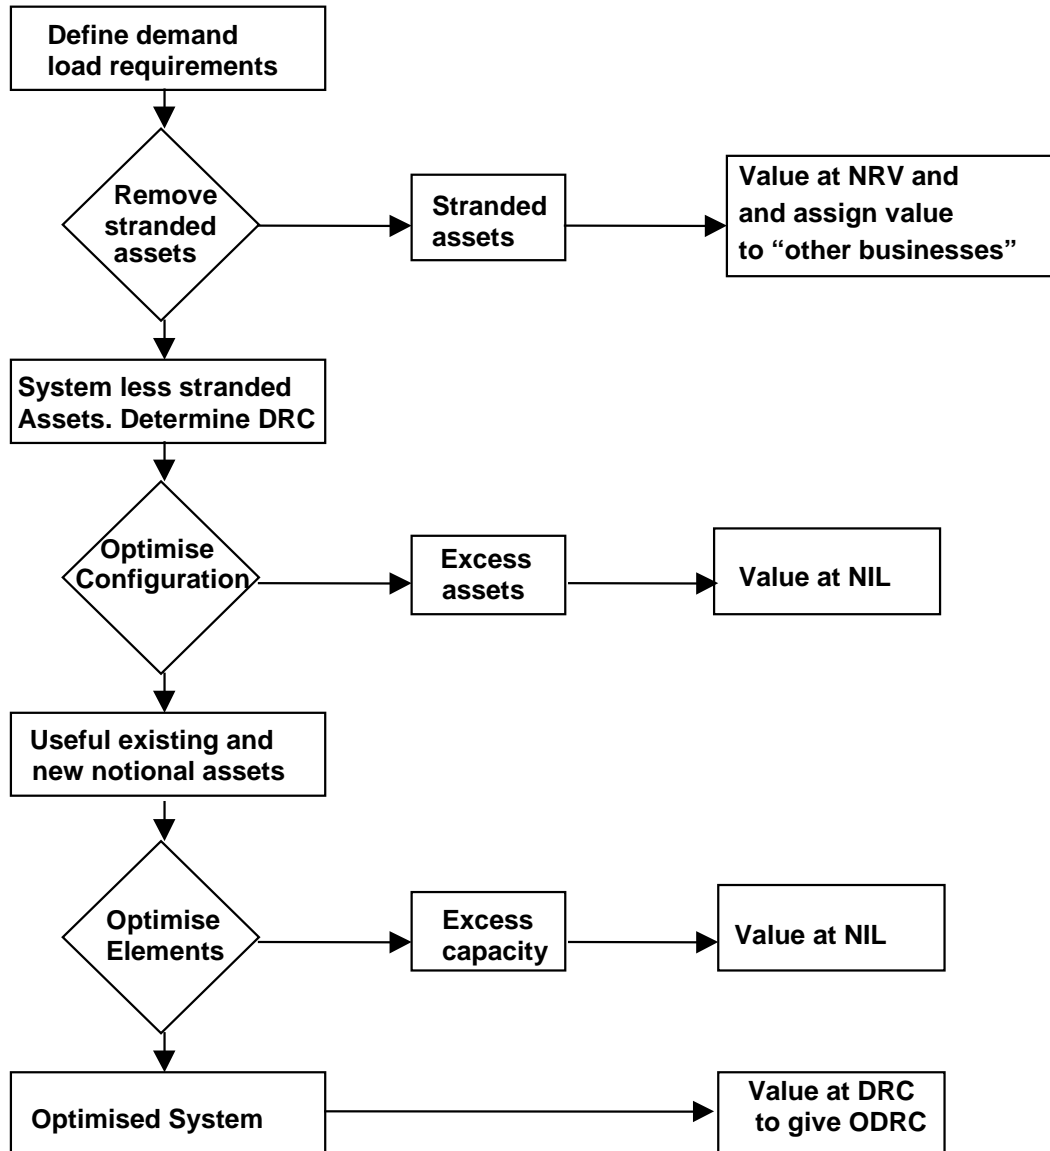 Define demand
load requirements
Remove
stranded
assets
Stranded
assets
Value at NRV and
and assign value
to “other businesses”
System less stranded
Assets. Determine DRC
Optimise
Configuration
Excess
assets
Value at NIL
Useful existing and
new notional assets
Optimise
Elements
Excess
capacity
Value at NIL
Optimised System
Value at DRC
to give ODRC